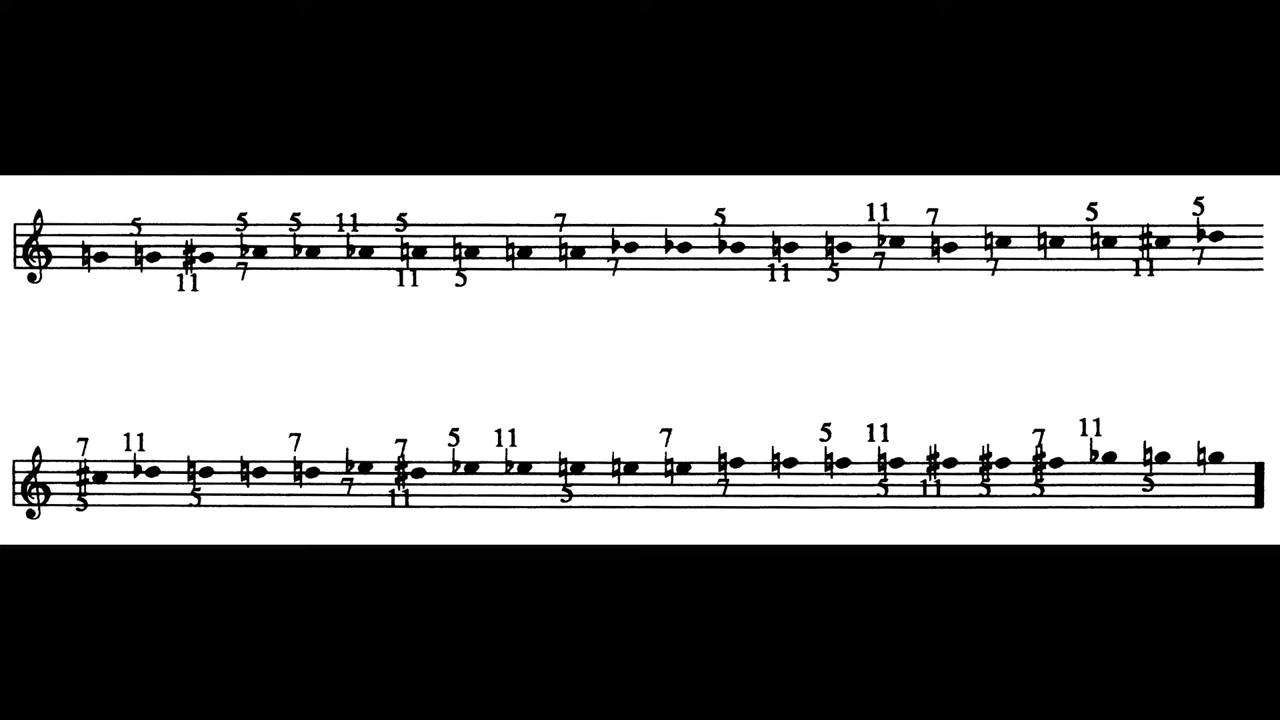 5 5 5 11 5 7 5 11 7 5 5
11 7 11 5 7 11 5 7 7 11 7
7 11 7 7 5 11 7 5 11 7 11
5 5 7 11 5 7 5 11 5 5 5